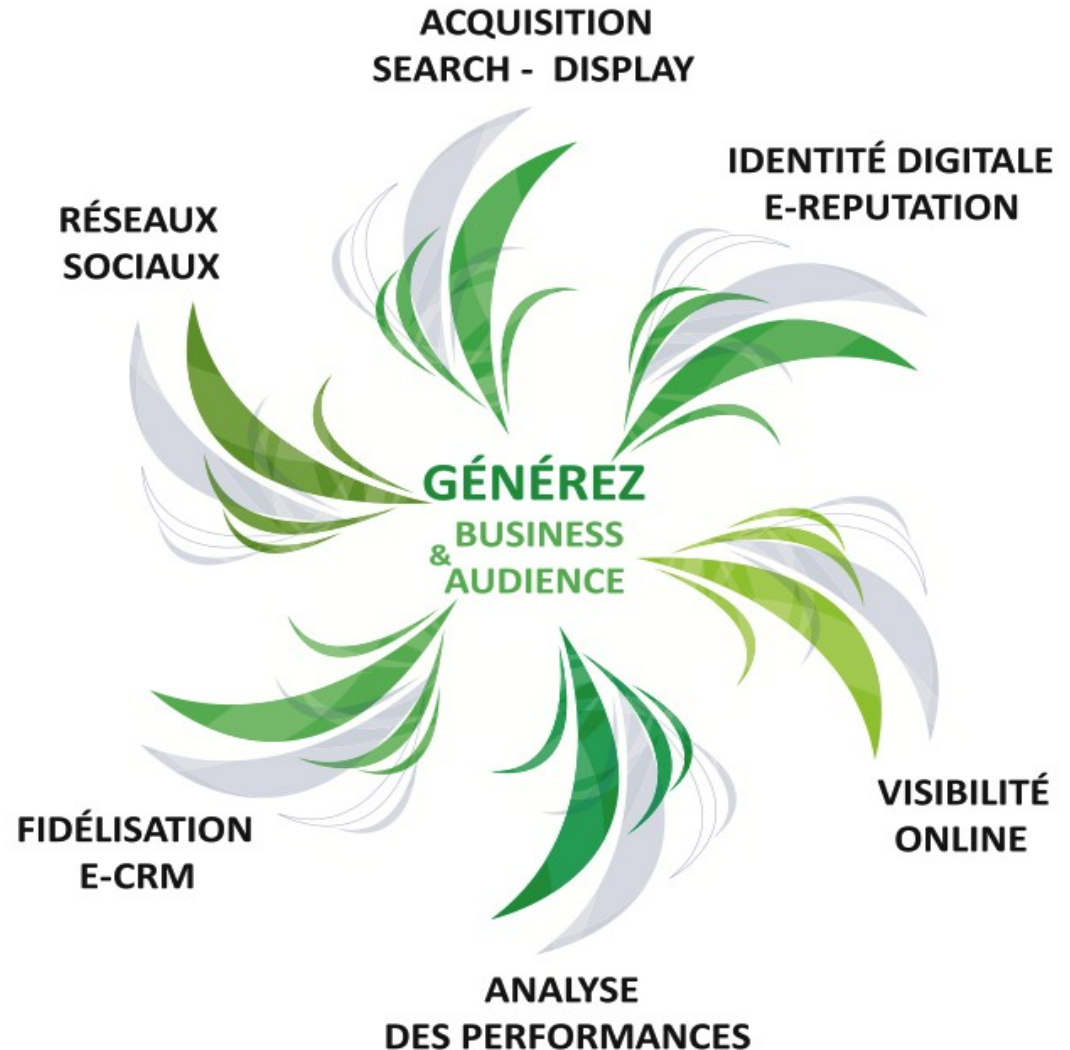 ACQUISITION
SEARCH - DISPLAY
IDENTITÉ DIGITALE
E-REPUTATION
RÉSEAUX
SOCIAUX
GÉNÉREZ
BUSINESS
&
AUDIENCE
VISIBILITÉ
ONLINE
FIDÉLISATION
E-CRM
ANALYSE
DES PERFORMANCES